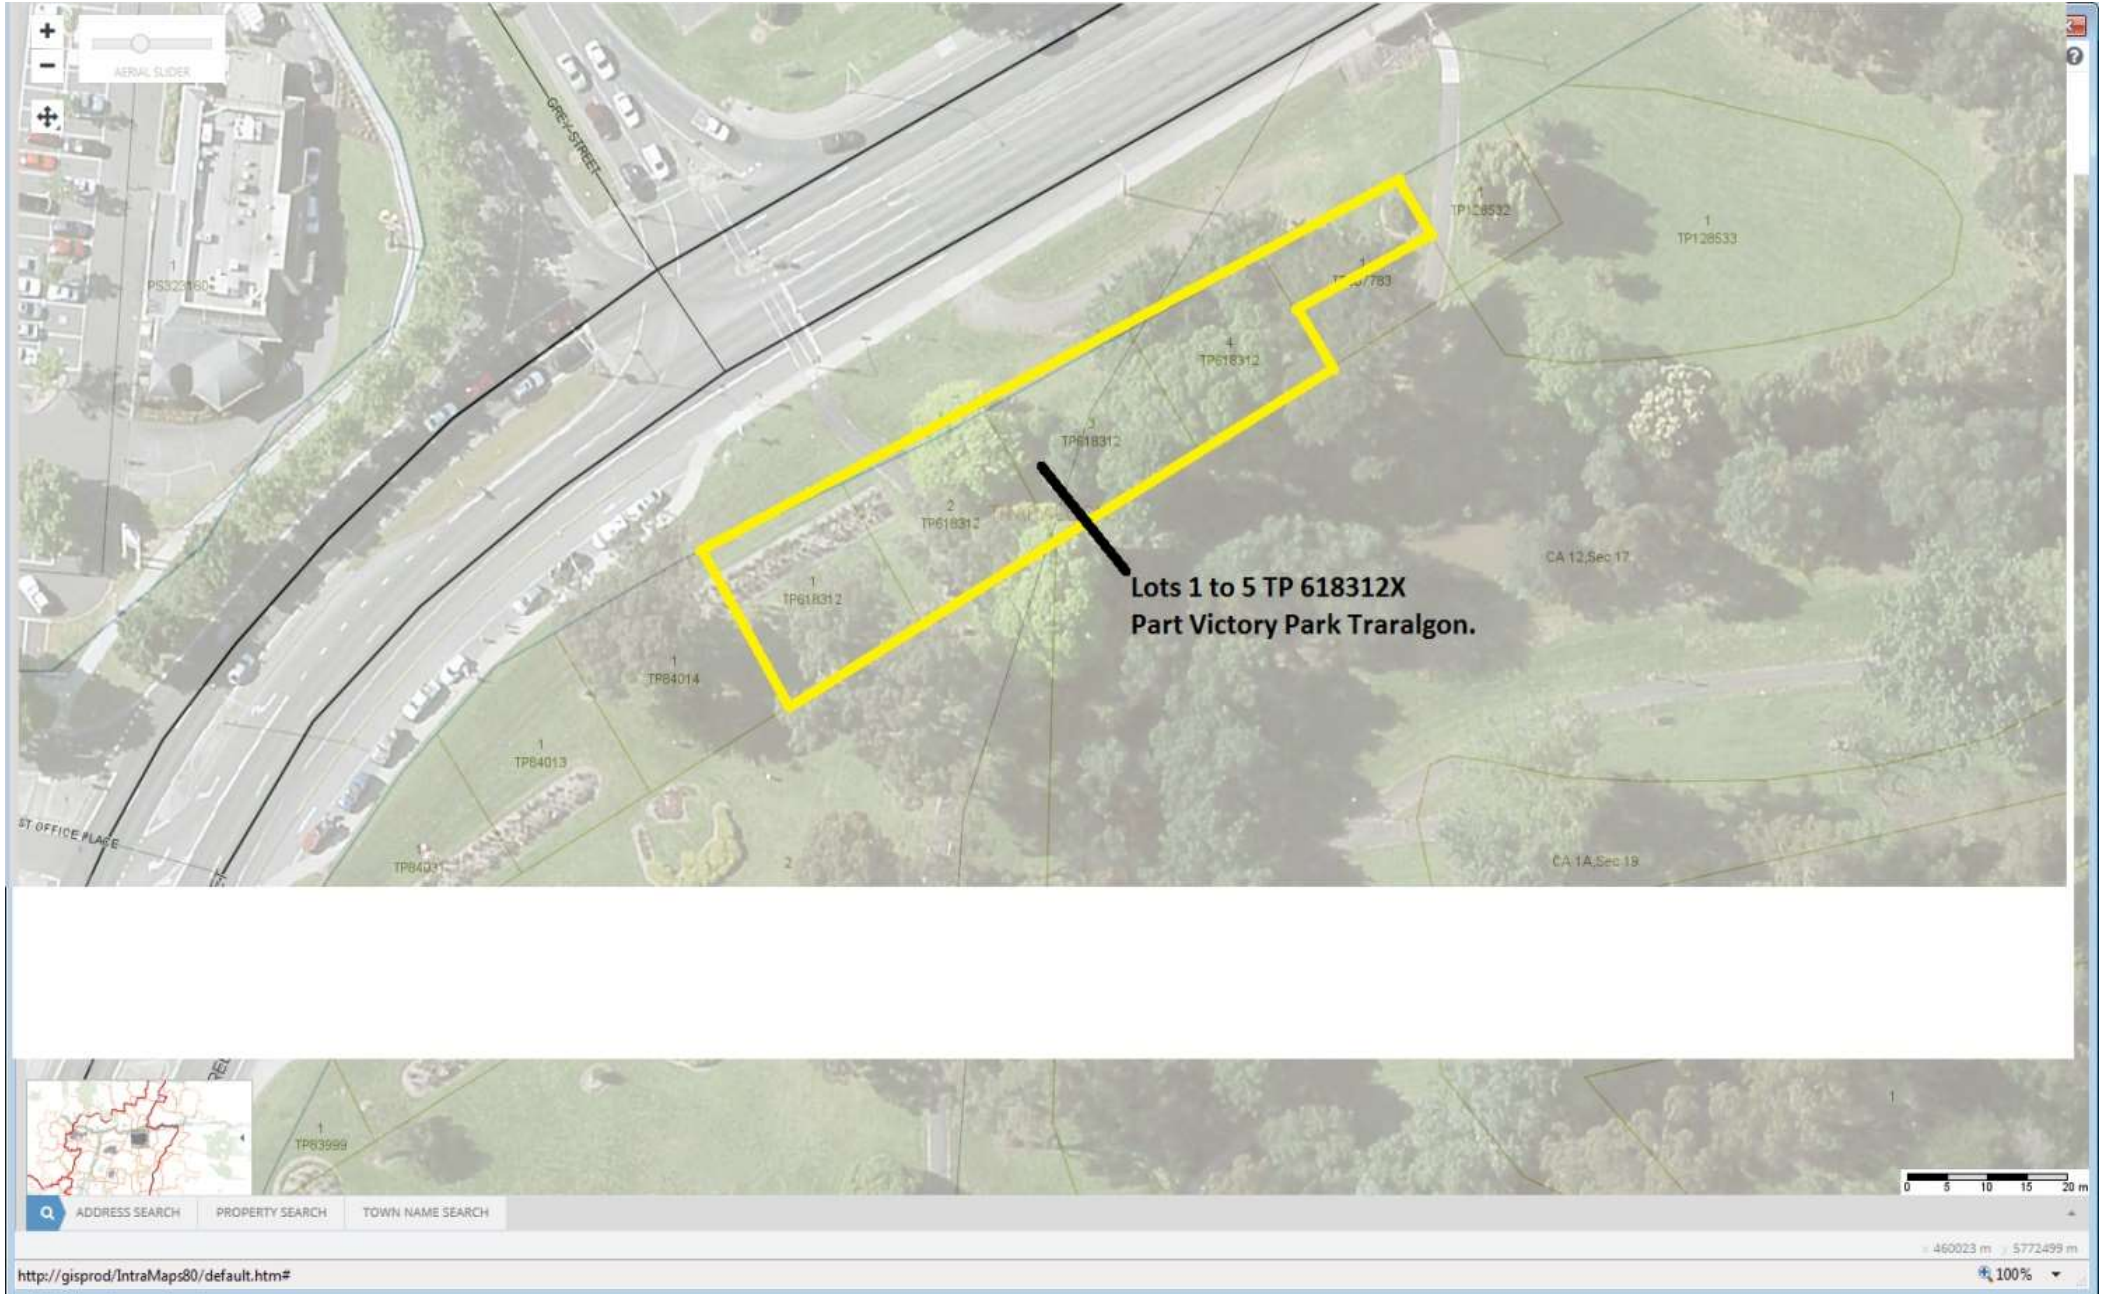 +
AERIAL SLIDER
−
GREY STREET
1
PS323160
1
TP128532
1
TP128533
1
4
TP618312
3
TP618312
2
TP618312
1
TP618312
CA 12,Sec 17
Lots 1 to 5 TP 618312X
Part Victory Park Traralgon.
1
TP84014
1
TP84013
ST OFFICE PLACE
1
TP84031
2
CA 1A,Sec 19
1
1
TP83999
0 5 10 15 20 m
ADDRESS SEARCH PROPERTY SEARCH TOWN NAME SEARCH
x 460023 m y 5772499 m
http://gisprod/IntraMaps80/default.htm#
100%